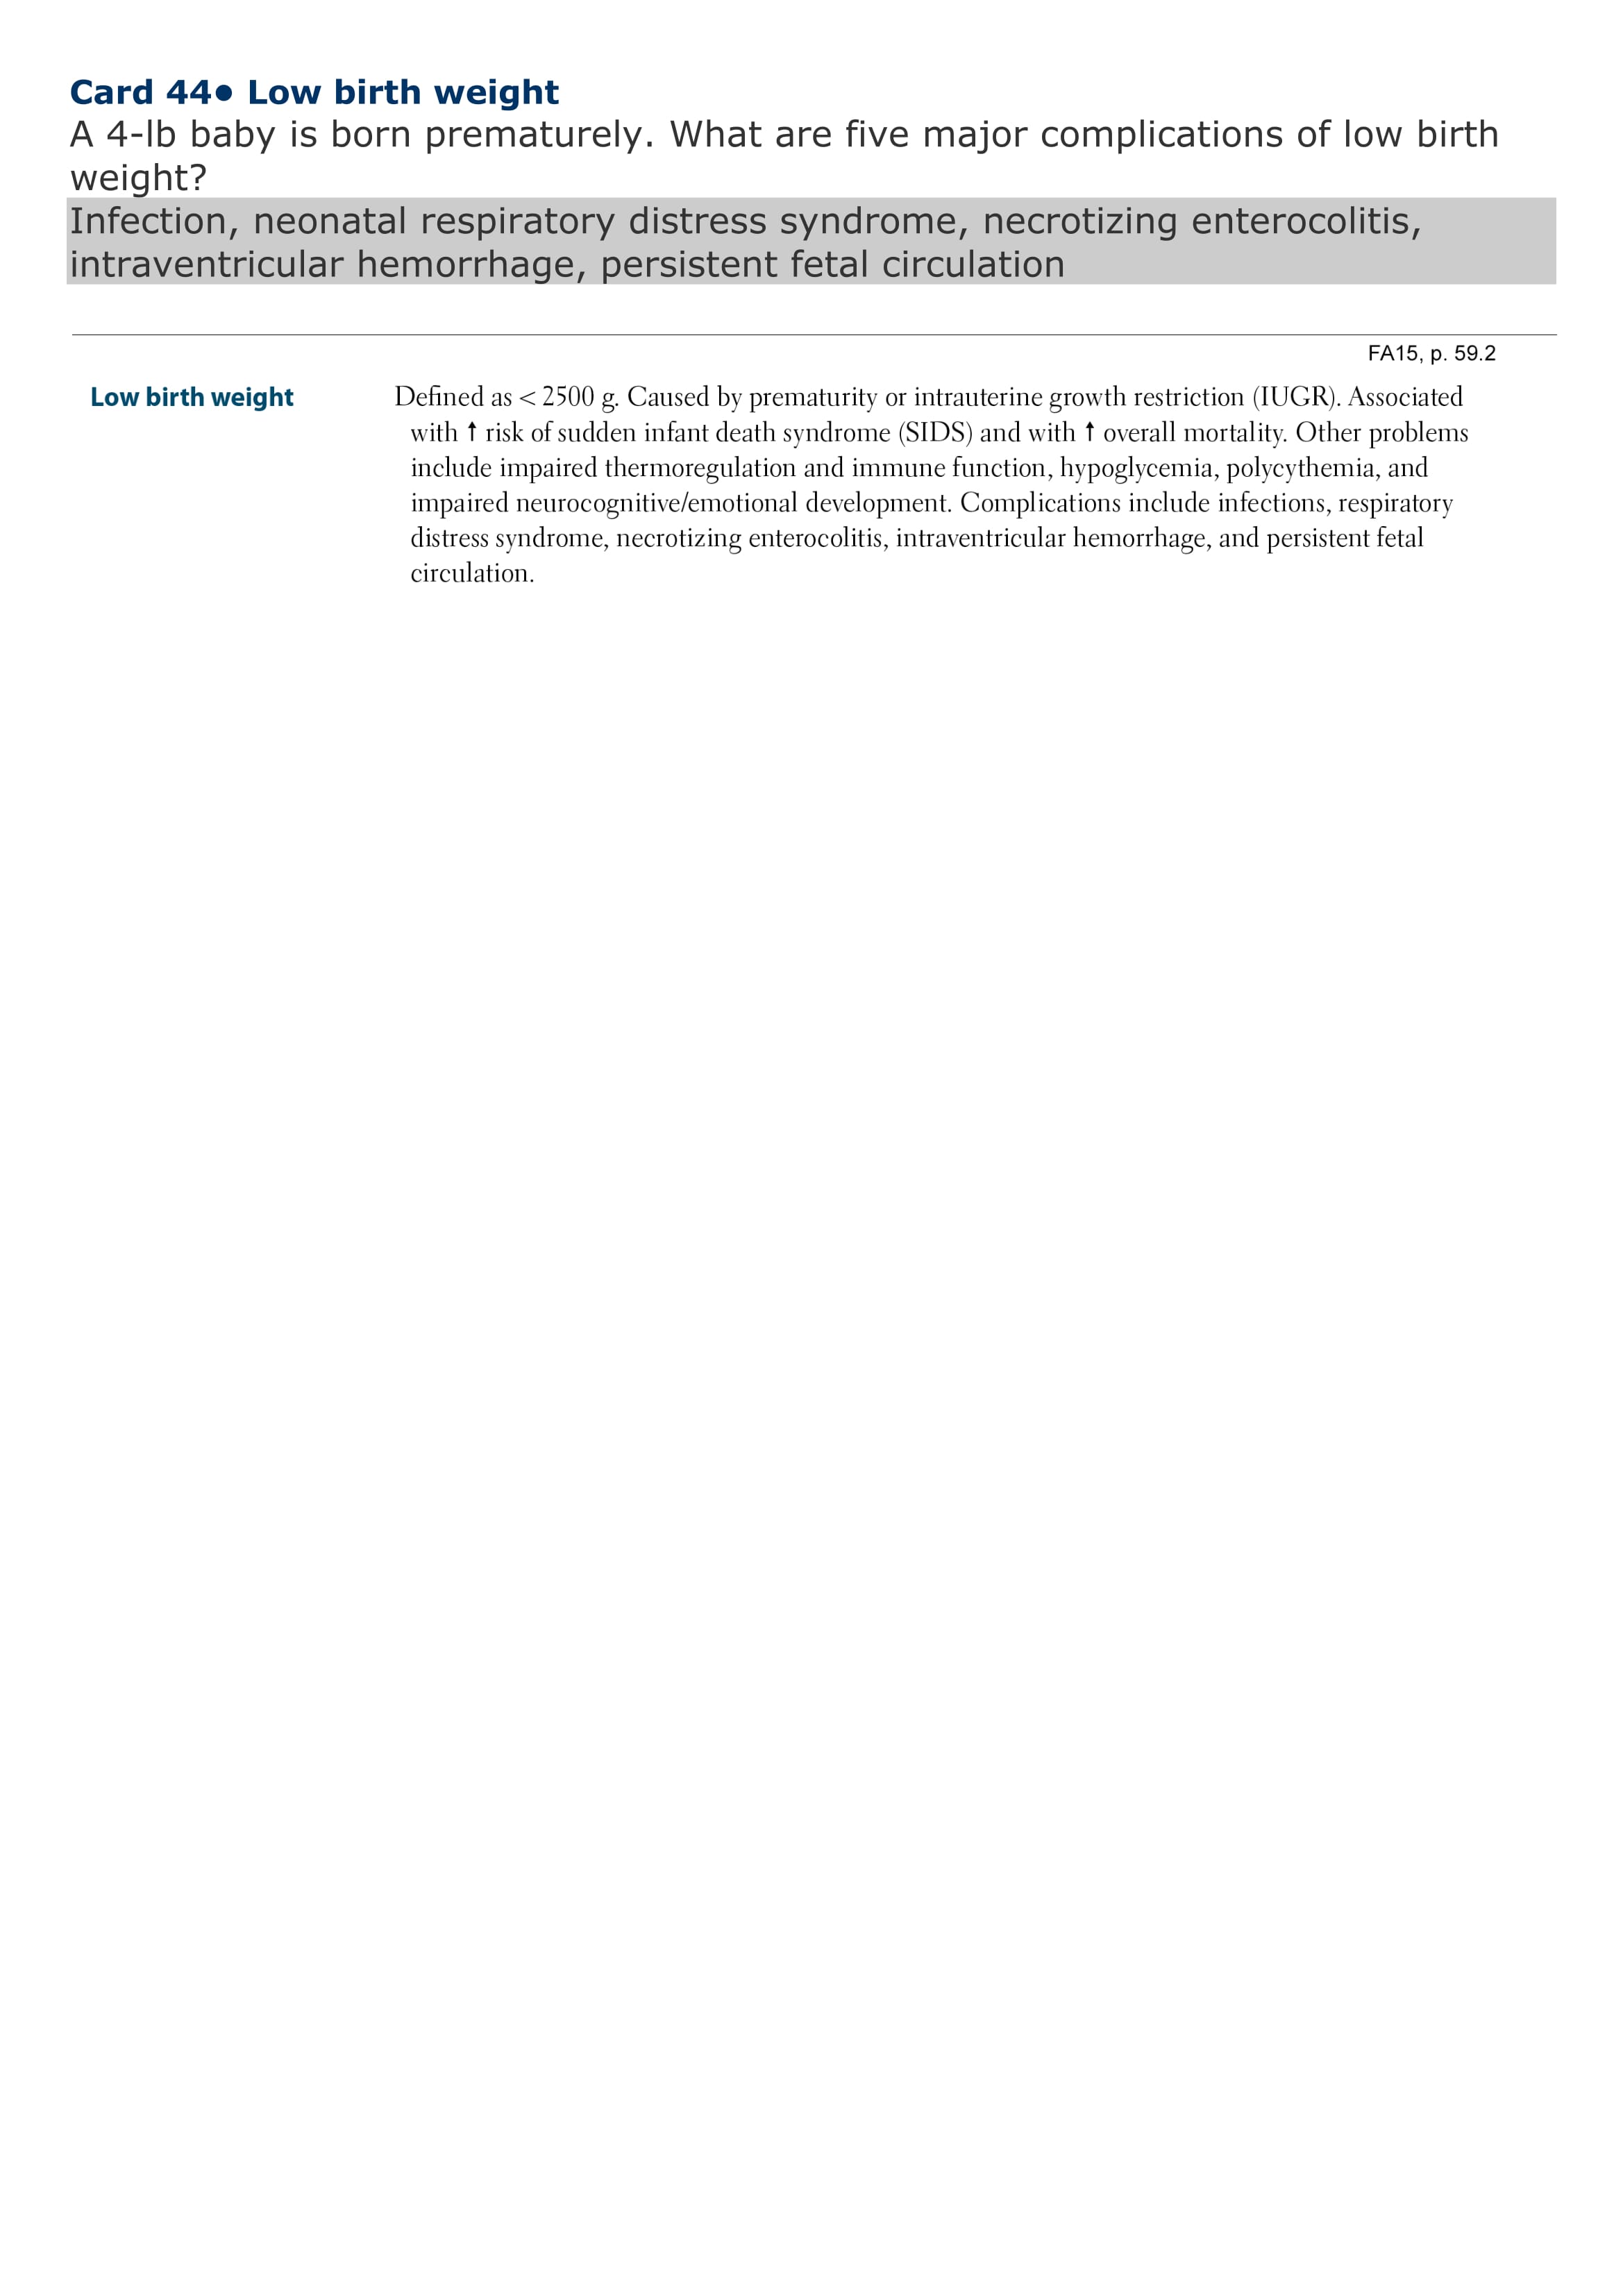 Card 44● Low birth weight
A 4-lb baby is born prematurely. What are five major complications of low birth
weight?
Infection, neonatal respiratory distress syndrome, necrotizing enterocolitis,
intraventricular hemorrhage, persistent fetal circulation
FA15, p. 59.2
Low birth weight Defined as < 2500 g. Caused by prematurity or intrauterine growth restriction (IUGR). Associated
with ↑ risk of sudden infant death syndrome (SIDS) and with ↑ overall mortality. Other problems
include impaired thermoregulation and immune function, hypoglycemia, polycythemia, and
impaired neurocognitive/emotional development. Complications include infections, respiratory
distress syndrome, necrotizing enterocolitis, intraventricular hemorrhage, and persistent fetal
circulation.